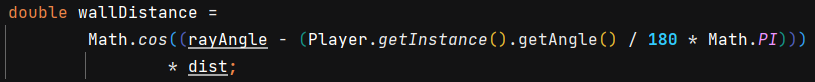 double wallDistance =
Math.cos((rayAngle - (Player.getInstance().getAngle() / 180 * Math.PI)))
* dist;